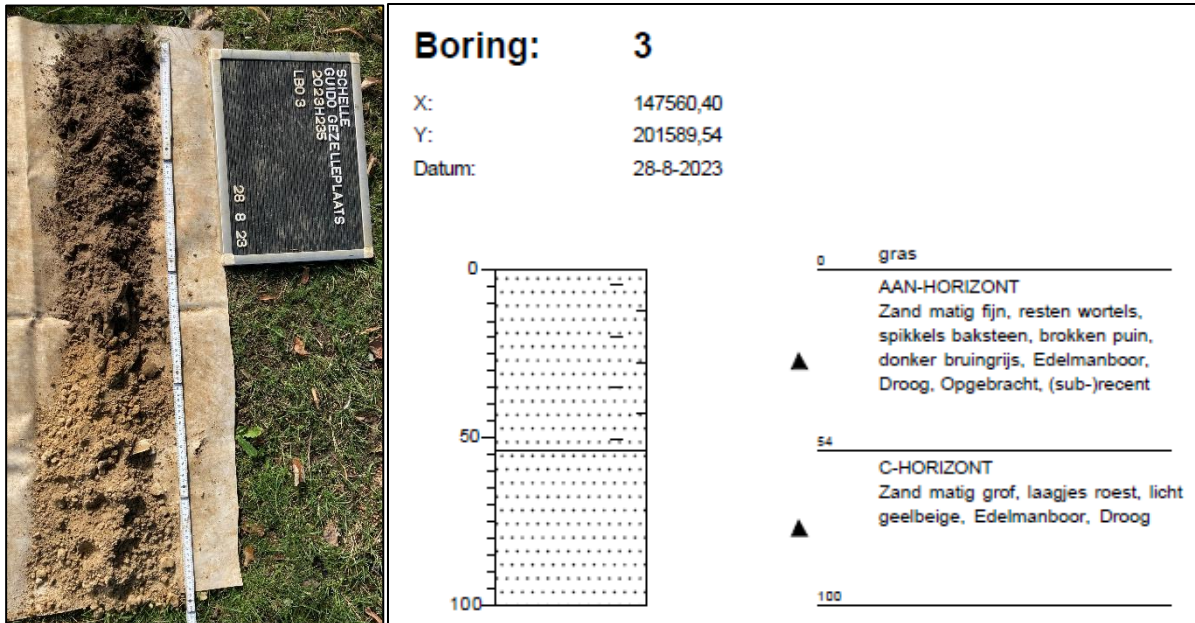 SCHELLE
GUIDO GEZELLEPLAATS
2023H235
LBO 3
28 8 23
Boring: 3
X: 147560,40
Y: 201589,54
Datum: 28-8-2023
0
50
100
0 gras
AAN-HORIZONT
Zand matig fijn, resten wortels,
spikkels baksteen, brokken puin,
donker bruingrijs, Edelmanboor,
Droog, Opgebracht, (sub-)recent
54
C-HORIZONT
Zand matig grof, laagjes roest, licht
geelbeige, Edelmanboor, Droog
100